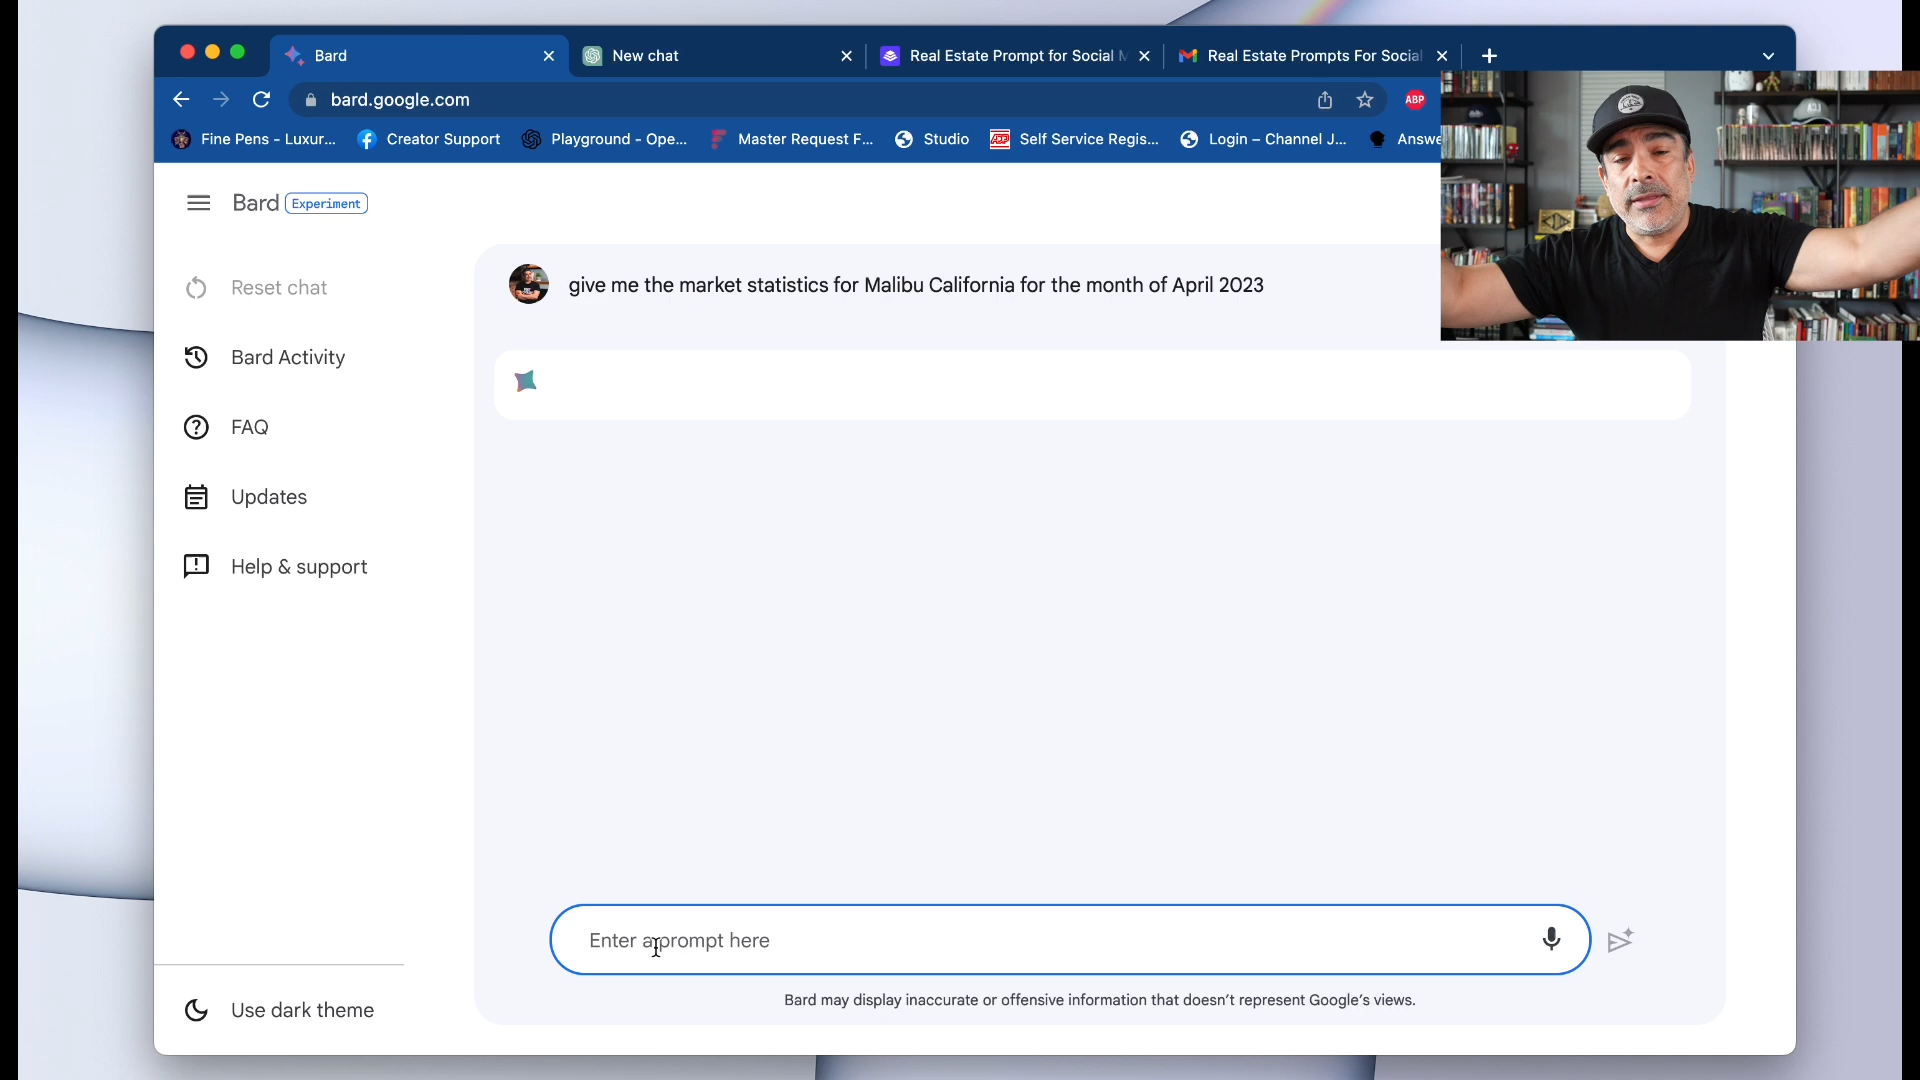 Bard
New chat
Real Estate Prompt for Social
Real Estate Prompts For Social
bard.google.com
ABP
Fine Pens - Luxur...
Creator Support
Playground - Ope...
Master Request F...
Studio
Self Service Regis...
Login – Channel J...
Answe
Bard Experiment
Reset chat
Bard Activity
FAQ
Updates
Help & support
Use dark theme
give me the market statistics for Malibu California for the month of April 2023
Enter a prompt here
Bard may display inaccurate or offensive information that doesn't represent Google's views.